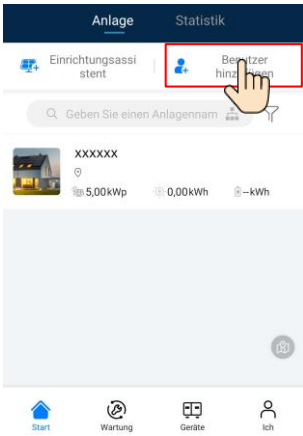 Anlage Statistik
Einrichtungsassi
stent
Benutzer
hinzufügen
Geben Sie einen Anlagennam
XXXXXX
5,00kWp 0,00kWh --kWh
Start Wartung Geräte Ich